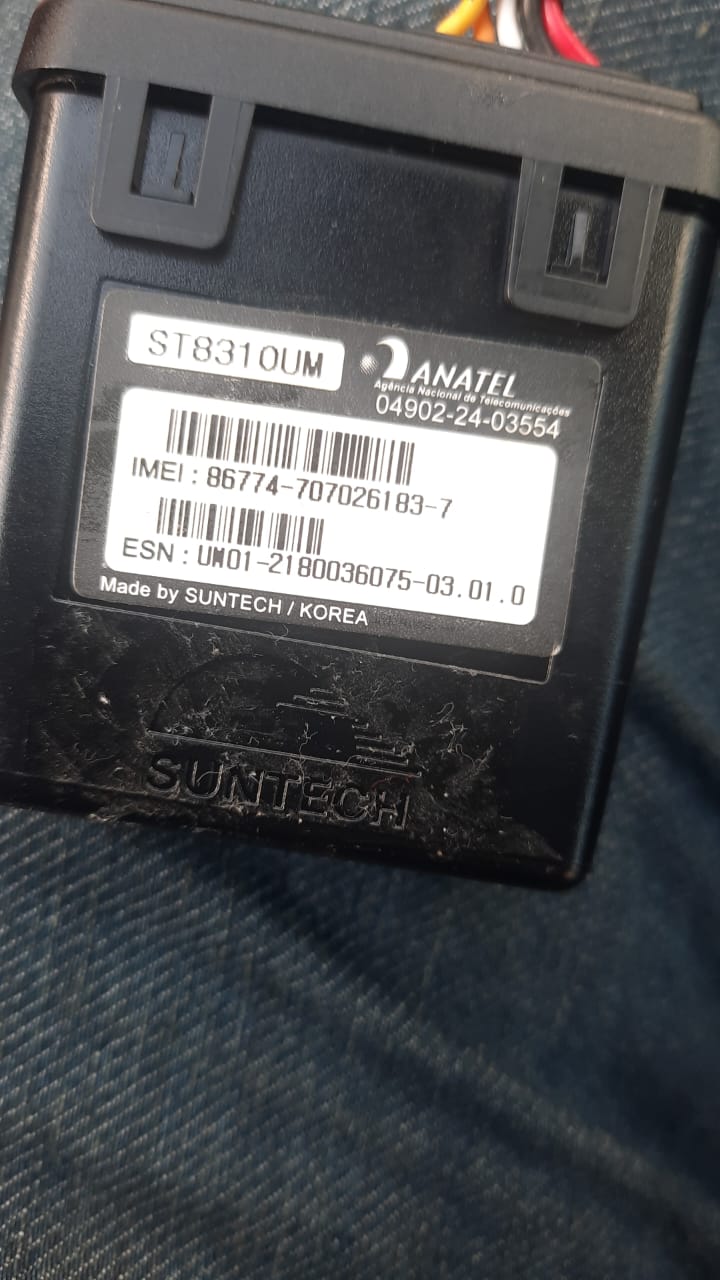 ST8310UM
ANATEL
Agência Nacional de Telecomunicações
04902-24-03554
IMEI : 86774-707026183-7
ESN : UM01-2180036075-03.01.0
Made by SUNTECH / KOREA
SUNTECH